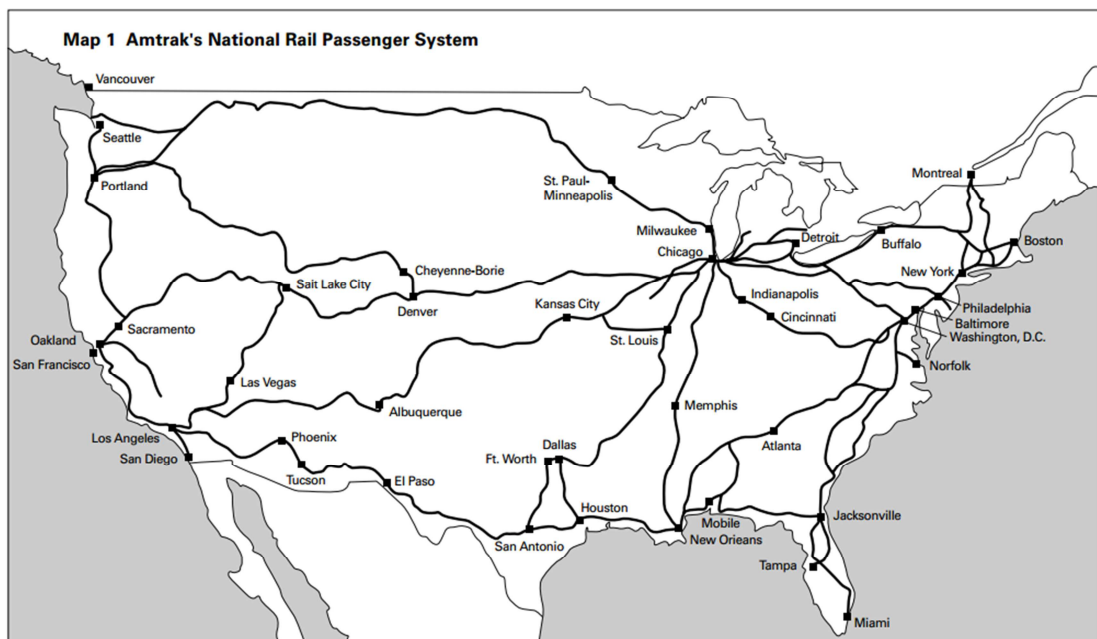 Map 1 Amtrak's National Rail Passenger System
Vancouver
Seattle
Portland
St. Paul-
Minneapolis
Milwaukee
Chicago
Detroit
Buffalo
Montreal
Boston
New York
Philadelphia
Baltimore
Washington, D.C.
Norfolk
Cheyenne-Borie
Sait Lake City
Denver
Kansas City
St. Louis
Indianapolis
Cincinnati
Sacramento
Oakland
San Francisco
Las Vegas
Albuquerque
Memphis
Atlanta
Los Angeles
San Diego
Phoenix
Tucson
El Paso
Dallas
Ft. Worth
Houston
San Antonio
Mobile
New Orieans
Jacksonville
Tampa
Miami